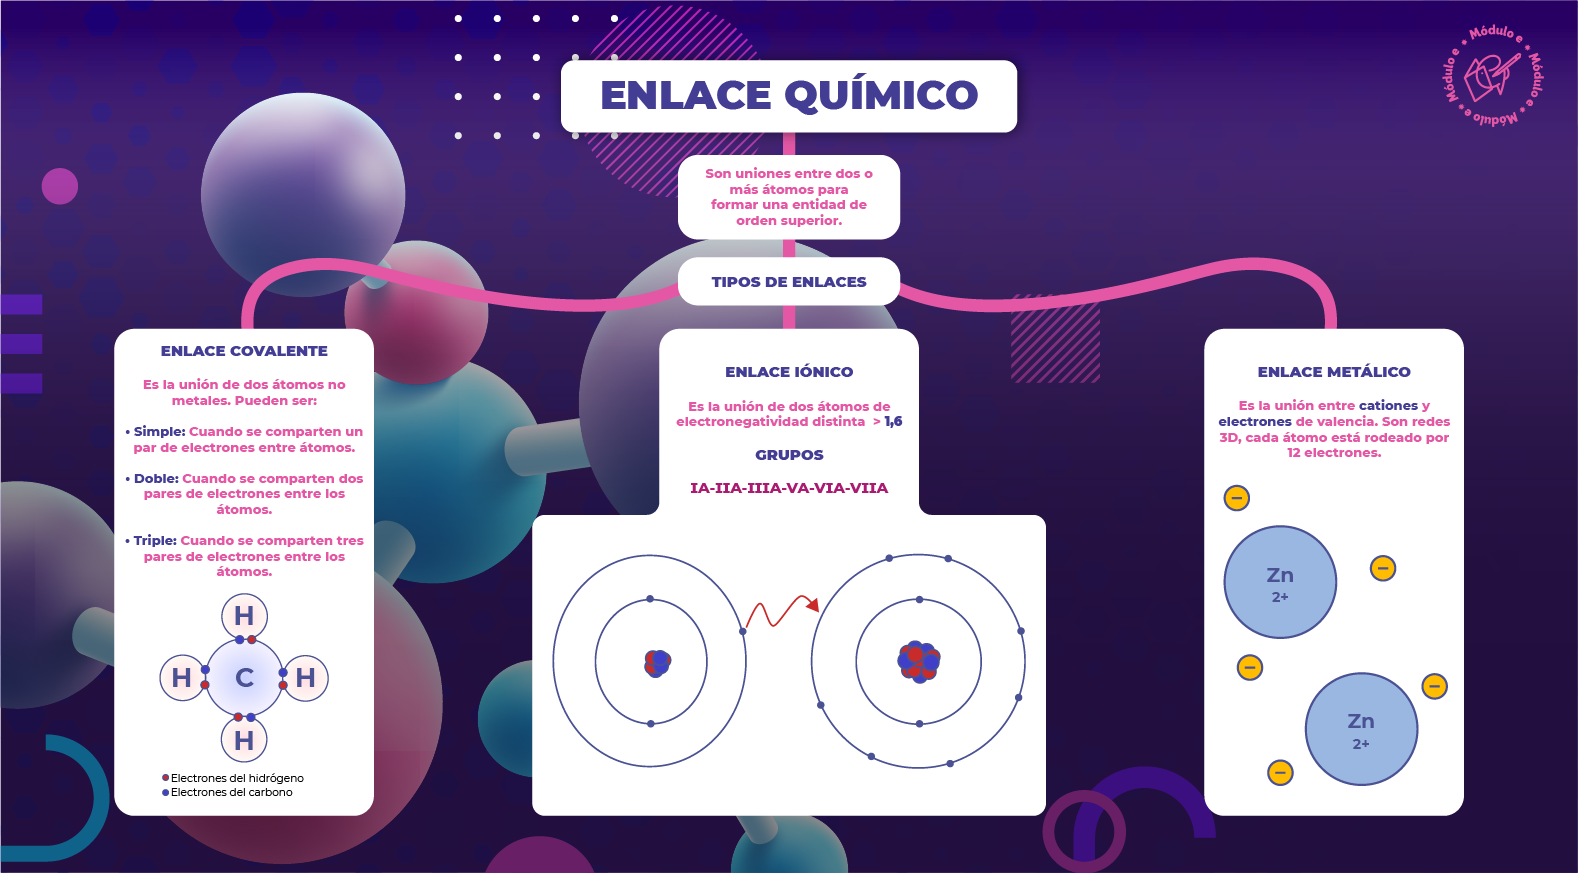 ENLACE QUÍMICO
Módulo e * Módulo e * Módulo e * Módulo e *
Son uniones entre dos o
más átomos para
formar una entidad de
orden superior.
TIPOS DE ENLACES
ENLACE COVALENTE
Es la unión de dos átomos no
metales. Pueden ser:
• Simple: Cuando se comparten un
par de electrones entre átomos.
• Doble: Cuando se comparten dos
pares de electrones entre los
átomos.
• Triple: Cuando se comparten tres
pares de electrones entre los
átomos.
H
H C H
H
Electrones del hidrógeno
Electrones del carbono
ENLACE IÓNICO
Es la unión de dos átomos de
electronegatividad distinta > 1,6
GRUPOS
IA-IIA-IIIA-VA-VIA-VIIA
ENLACE METÁLICO
Es la unión entre cationes y
electrones de valencia. Son redes
3D, cada átomo está rodeado por
12 electrones.
−
Zn
2+
−
−
−
Zn
2+
−